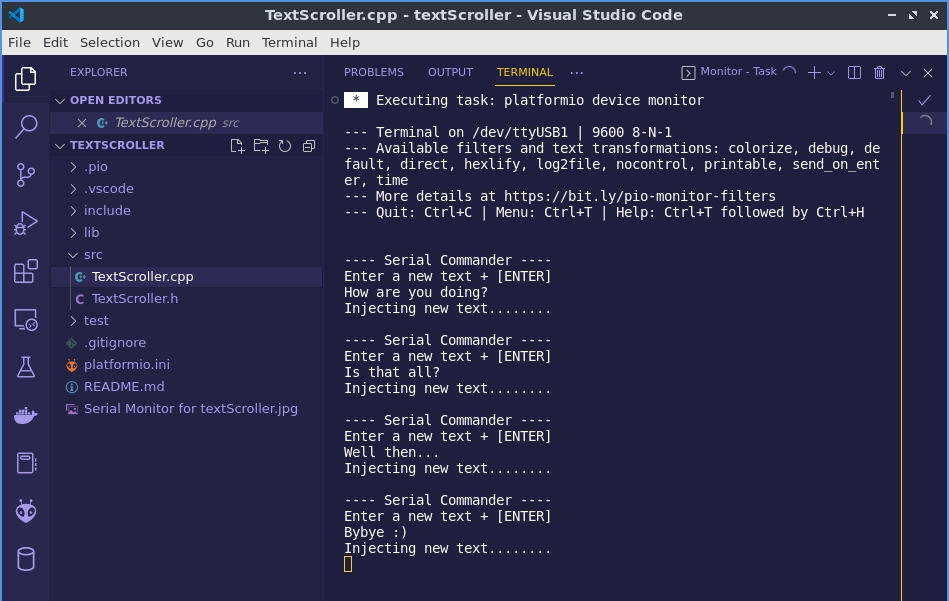 TextScroller.cpp - textScroller - Visual Studio Code
File Edit Selection View Go Run Terminal Help
EXPLORER
OPEN EDITORS
TextScroller.cpp src
TEXTSCROLLER
.pio
.vscode
include
lib
src
TextScroller.cpp
C TextScroller.h
test
.gitignore
platformio.ini
README.md
Serial Monitor for textScroller.jpg
PROBLEMS OUTPUT TERMINAL ···
Monitor - Task
* Executing task: platformio device monitor
--- Terminal on /dev/ttyUSB1 | 9600 8-N-1
--- Available filters and text transformations: colorize, debug, de
fault, direct, hexlify, log2file, nocontrol, printable, send_on_ent
er, time
--- More details at https://bit.ly/pio-monitor-filters
--- Quit: Ctrl+C | Menu: Ctrl+T | Help: Ctrl+T followed by Ctrl+H
---- Serial Commander ----
Enter a new text + [ENTER]
How are you doing?
Injecting new text........
---- Serial Commander ----
Enter a new text + [ENTER]
Is that all?
Injecting new text........
---- Serial Commander ----
Enter a new text + [ENTER]
Well then...
Injecting new text........
---- Serial Commander ----
Enter a new text + [ENTER]
Bybye :)
Injecting new text........